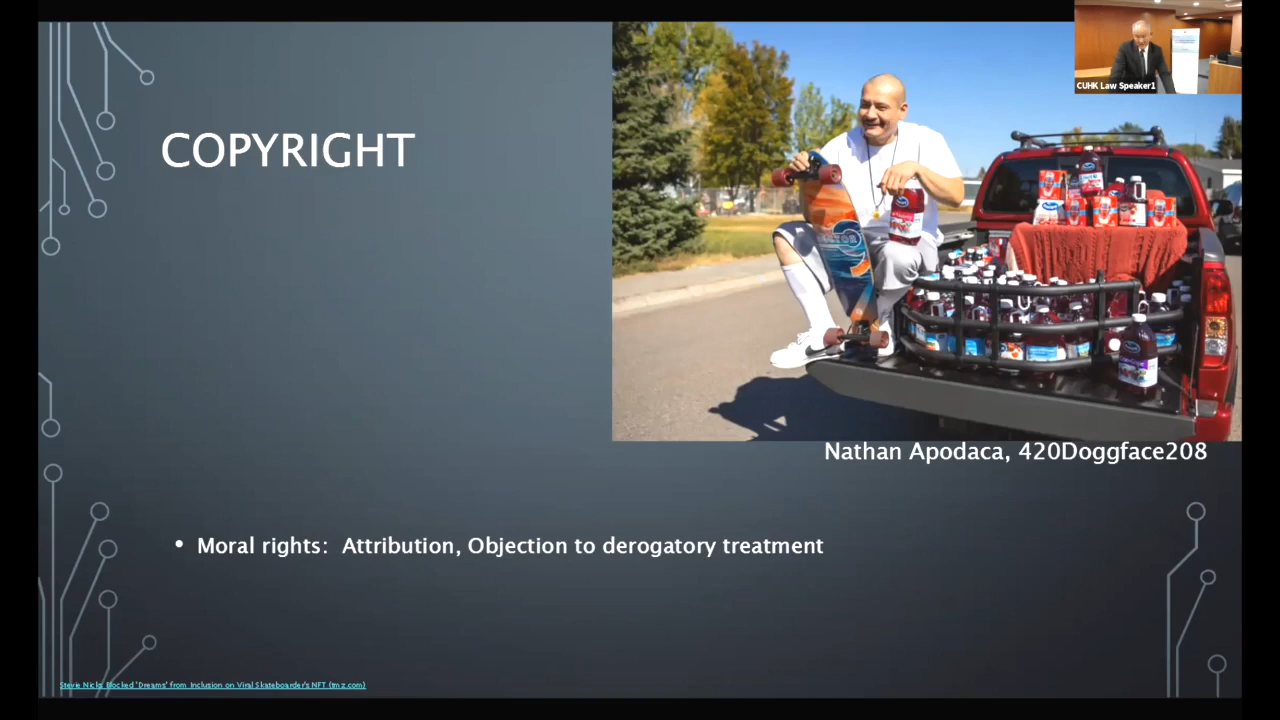 CUHK Law Speaker1
COPYRIGHT
Nathan Apodaca, 420Doggface208
• Moral rights: Attribution, Objection to derogatory treatment
Stevie Nicks Blocked 'Dreams' from Inclusion on Viral Skateboarder's NFT (tmz.com)